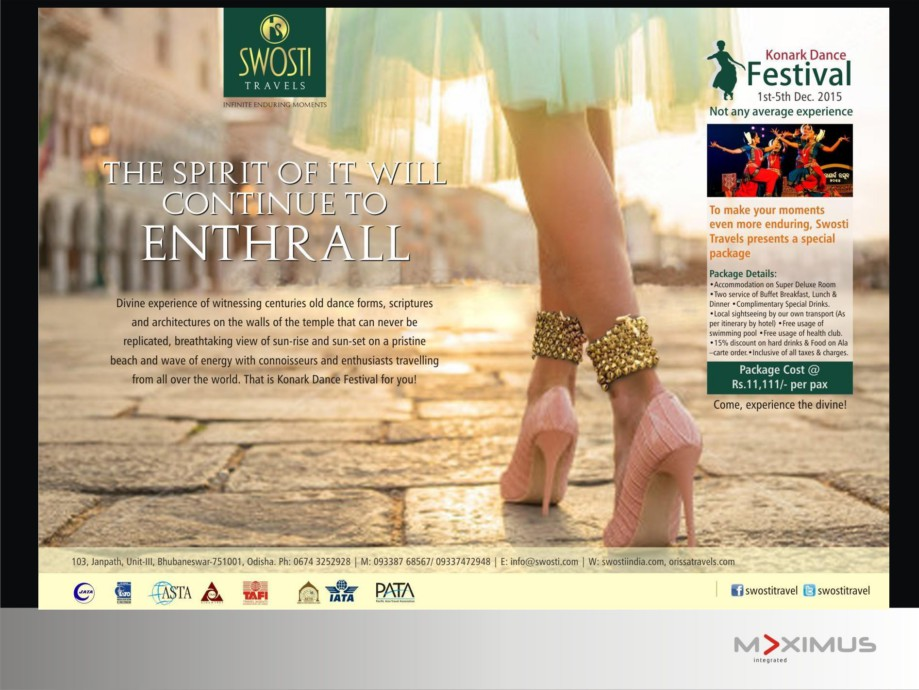 SWOSTI
TRAVELS
INFINITE ENDURING MOMENTS
THE SPIRIT OF IT WILL
CONTINUE TO
ENTHRALL
Divine experience of witnessing centuries old dance forms, scriptures
and architectures on the walls of the temple that can never be
replicated, breathtaking view of sun-rise and sun-set on a pristine
beach and wave of energy with connoisseurs and enthusiasts travelling
from all over the world. That is Konark Dance Festival for you!
Konark Dance
Festival
1st-5th Dec. 2015
Not any average experience
To make your moments
even more enduring, Swosti
Travels presents a special
package
Package Details:
•Accommodation on Super Deluxe Room
•Two service of Buffet Breakfast, Lunch &
Dinner •Complimentary Special Drinks.
•Local sightseeing by our own transport (As
per itinerary by hotel) •Free usage of
swimming pool •Free usage of health club.
•15% discount on hard drinks & Food on Ala
–carte order.•Inclusive of all taxes & charges.
Package Cost @
Rs.11,111/- per pax
Come, experience the divine!
103, Janpath, Unit-III, Bhubaneswar-751001, Odisha. Ph: 0674 3252928 | M: 093387 68567/ 09337472948 | E: info@swosti.com | W: swostiindia.com, orissatravels.com
JATA
ASTA
TAFI
IATA
PATA
swostitravel
swostitravel
MAXIMUS
integrated